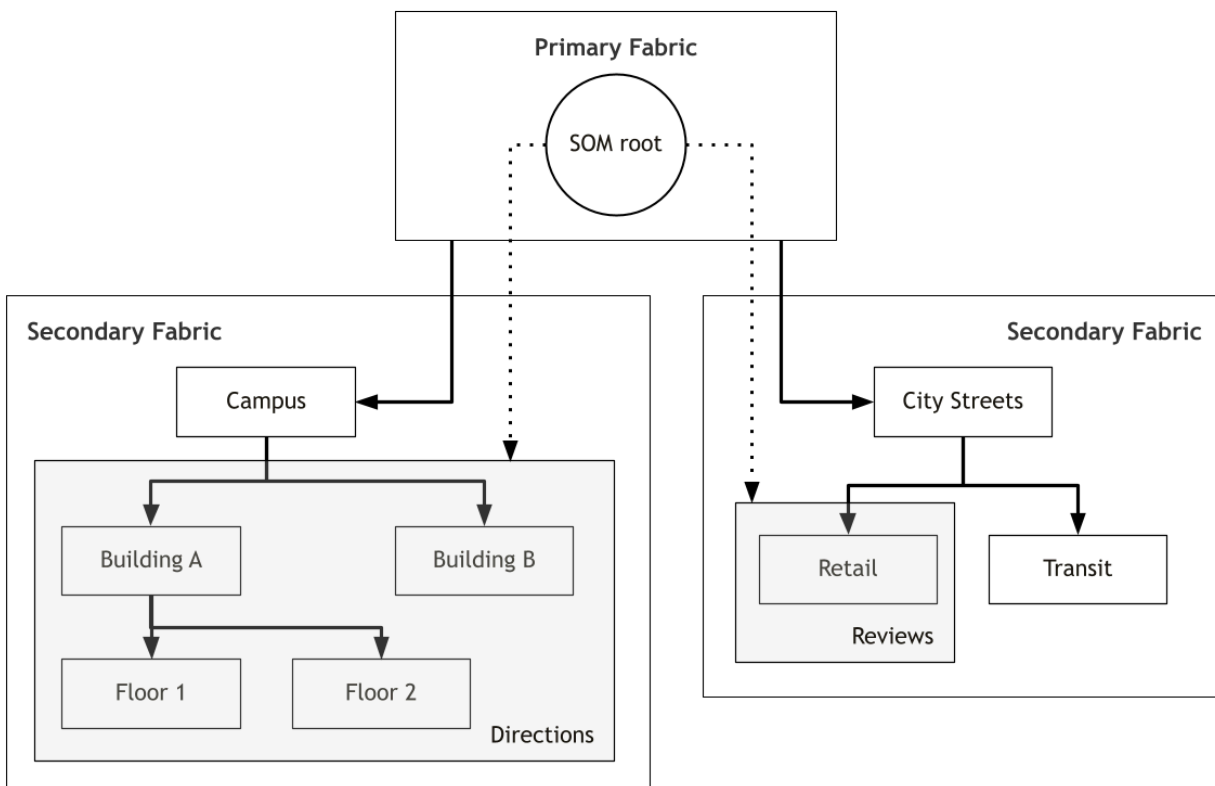 Primary Fabric
SOM root
Secondary Fabric
Campus
Building A
Building B
Floor 1
Floor 2
Directions
Secondary Fabric
City Streets
Retail
Transit
Reviews